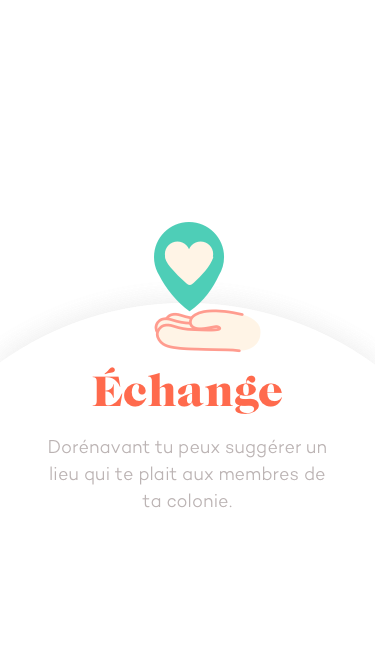 Échange
Dorénavant tu peux suggérer un
lieu qui te plait aux membres de
ta colonie.